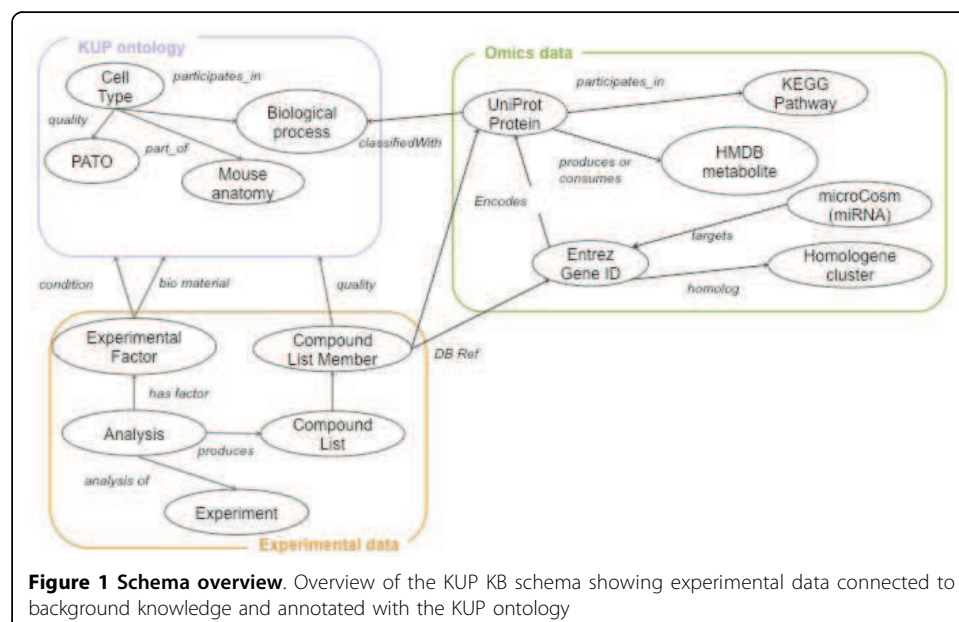 KUP ontology
Cell
Type
participates_in
quality
Biological
process
PATO
part_of
Mouse
anatomy
classifiedWith
Omics data
UniProt
Protein
participates_in
KEGG
Pathway
produces or
consumes
HMDB
metabolite
Encodes
microCosm
(miRNA)
targets
Entrez
Gene ID
Homologene
cluster
homolog
condition
bio material
quality
Experimental
Factor
Compound
List Member
DB Ref
has factor
Analysis
produces
Compound
List
analysis of
Experiment
Experimental data
Figure 1 Schema overview. Overview of the KUP KB schema showing experimental data connected to
background knowledge and annotated with the KUP ontology